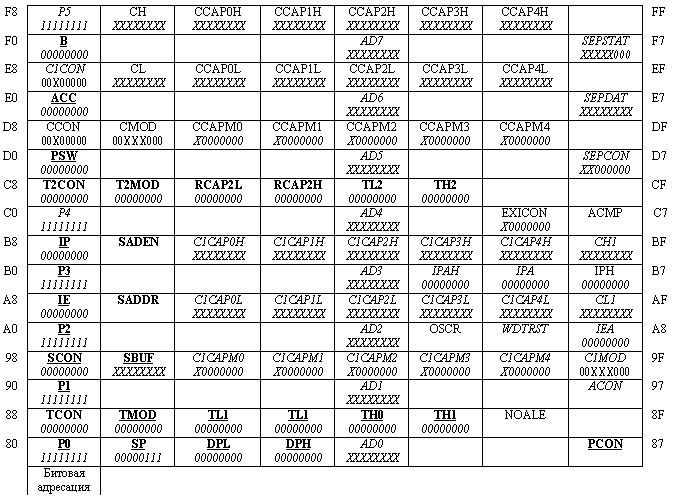 F8 P5 CH CCAP0H CCAP1H CCAP2H CCAP3H CCAP4H FF
11111111 XXXXXXXX XXXXXXXX XXXXXXXX XXXXXXXX XXXXXXXX XXXXXXXX
F0 B AD7 SEPSTAT F7
00000000 XXXXXXXX XXXXX000
E8 C1CON CL CCAP0L CCAP1L CCAP2L CCAP3L CCAP4L EF
00X00000 XXXXXXXX XXXXXXXX XXXXXXXX XXXXXXXX XXXXXXXX XXXXXXXX
E0 ACC AD6 SEPDAT E7
00000000 XXXXXXXX XXXXXXXX
D8 CCON CMOD CCAPM0 CCAPM1 CCAPM2 CCAPM3 CCAPM4 DF
00X00000 00XXX000 X0000000 X0000000 X0000000 X0000000 X0000000
D0 PSW AD5 SEPCON D7
00000000 XXXXXXXX XX000000
C8 T2CON T2MOD RCAP2L RCAP2H TL2 TH2 CF
00000000 00000000 00000000 00000000 00000000 00000000
C0 P4 AD4 EXICON ACMP C7
11111111 XXXXXXXX X0000000
B8 IP SADEN C1CAP0H C1CAP1H C1CAP2H C1CAP3H C1CAP4H CH1 BF
00000000 XXXXXXXX XXXXXXXX XXXXXXXX XXXXXXXX XXXXXXXX XXXXXXXX
B0 P3 AD3 IPAH IPA IPH B7
11111111 XXXXXXXX 00000000 00000000 00000000
A8 IE SADDR C1CAP0L C1CAP1L C1CAP2L C1CAP3L C1CAP4L CL1 AF
00000000 XXXXXXXX XXXXXXXX XXXXXXXX XXXXXXXX XXXXXXXX XXXXXXXX
A0 P2 AD2 OSCR WDTRST IEA A8
11111111 XXXXXXXX 00000000
98 SCON SBUF C1CAPM0 C1CAPM1 C1CAPM2 C1CAPM3 C1CAPM4 C1MOD 9F
00000000 XXXXXXXX X0000000 X0000000 X0000000 X0000000 X0000000 00XXX000
90 P1 AD1 ACON 97
11111111 XXXXXXXX
88 TCON TMOD TL1 TL1 TH0 TH1 NOALE 8F
00000000 00000000 00000000 00000000 00000000 00000000
80 P0 SP DPL DPH AD0 PCON 87
11111111 00000111 00000000 00000000 XXXXXXXX
Битовая
адресация